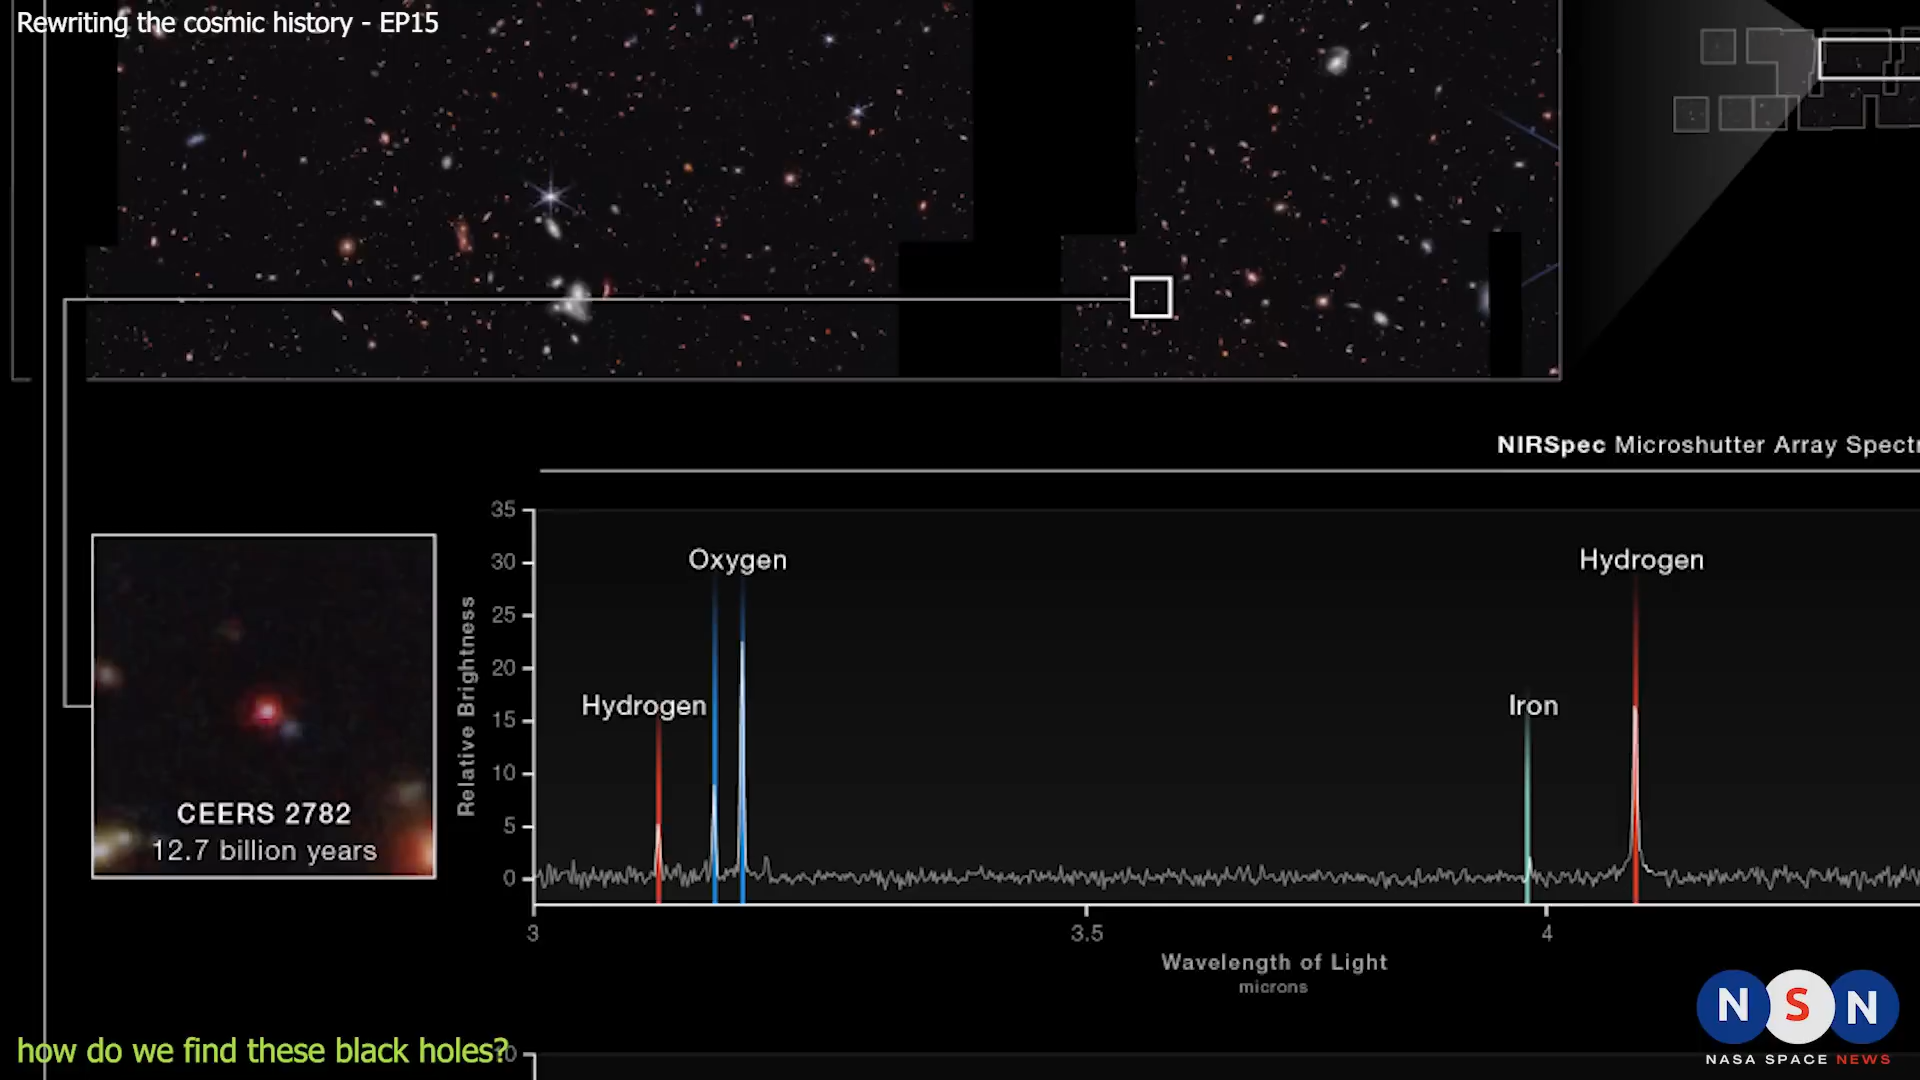 Rewriting the cosmic history - EP15
NIRSpec Microshutter Array Spectr
35
30
25
20
15
10
5
0
Relative Brightness
Oxygen
Hydrogen
Hydrogen
Iron
CEERS 2782
12.7 billion years
3
3.5
4
Wavelength of Light
microns
how do we find these black holes?
NSN
NASA SPACE NEWS